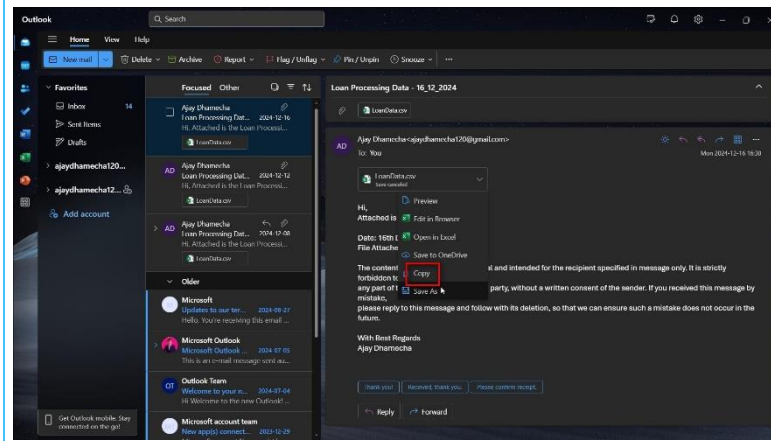 Outlook
Search
Home View Help
New mail Delete Archive Report Flag / Unflag Pin / Unpin Snooze
Favorites
Inbox 14
Sent Items
Drafts
ajaydhamecha120...
ajaydhamecha12...
Add account
Get Outlook mobile. Stay
connected on the go!
Focused Other
Ajay Dhamecha
Loan Processing Dat... 2024-12-16
Hi, Attached is the Loan Processi...
LoanData.csv
AD
Ajay Dhamecha
Loan Processing Dat... 2024-12-12
Hi, Attached is the Loan Processi...
LoanData.csv
AD
Ajay Dhamecha
Loan Processing Dat... 2024-12-08
Hi, Attached is the Loan Processi...
LoanData.csv
Older
Microsoft
Updates to our ter... 2024-08-27
Hello, You're receiving this email ...
Microsoft Outlook
Microsoft Outlook ... 2024-07-05
This is an e-mail message sent au...
OT
Outlook Team
Welcome to your n... 2024-07-04
Hi Welcome to the new Outlook! ...
Microsoft account team
New app(s) connect... 2023-12-29
Loan Processing Data - 16_12_2024
LoanData.csv
AD
Ajay Dhamecha<ajaydhamecha120@gmail.com>
To: You
Mon 2024-12-16 16:30
LoanData.csv
Save canceled
Preview
Edit in Browser
Open in Excel
Save to OneDrive
Copy
Save As
Hi,
Attached is
Date: 16th
File Attache
The content al and intended for the recipient specified in message only. It is strictly
forbidden to
any part of t party, without a written consent of the sender. If you received this message by
mistake,
please reply to this message and follow with its deletion, so that we can ensure such a mistake does not occur in the
future.
With Best Regards
Ajay Dhamecha
Thank you! Received, thank you. Please confirm receipt.
Reply Forward